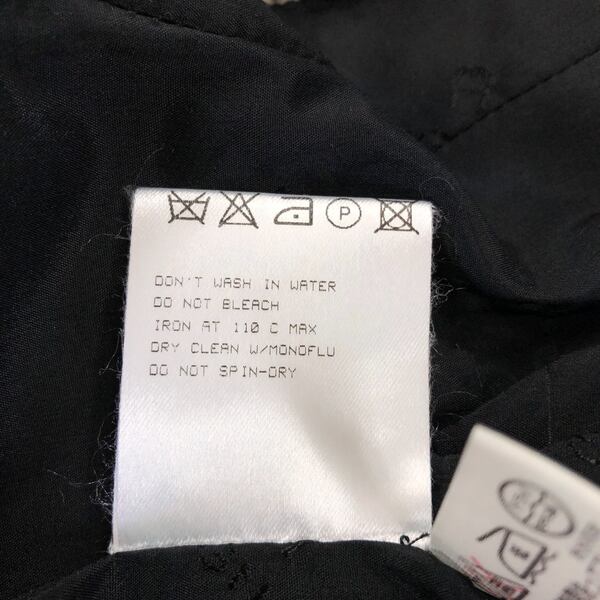 P
DON'T WASH IN WATER
DO NOT BLEACH
IRON AT 110 C MAX
DRY CLEAN W/MONOFLU
DO NOT SPIN-DRY